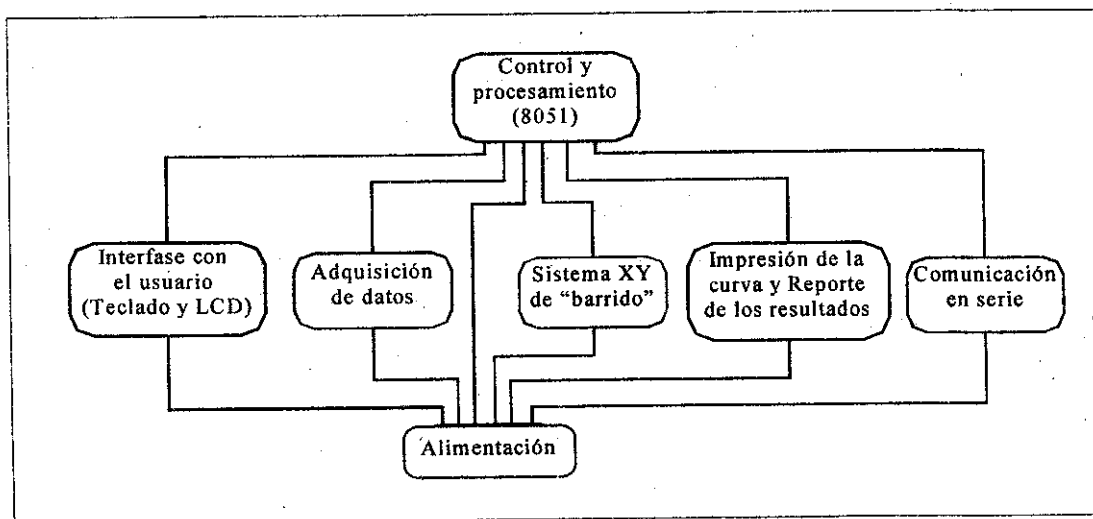 Control y
procesamiento
(8051)
Interfase con
el usuario
(Teclado y LCD)
Adquisición
de datos
Sistema XY
de “barrido”
Impresión de la
curva y Reporte
de los resultados
Comunicación
en serie
Alimentación